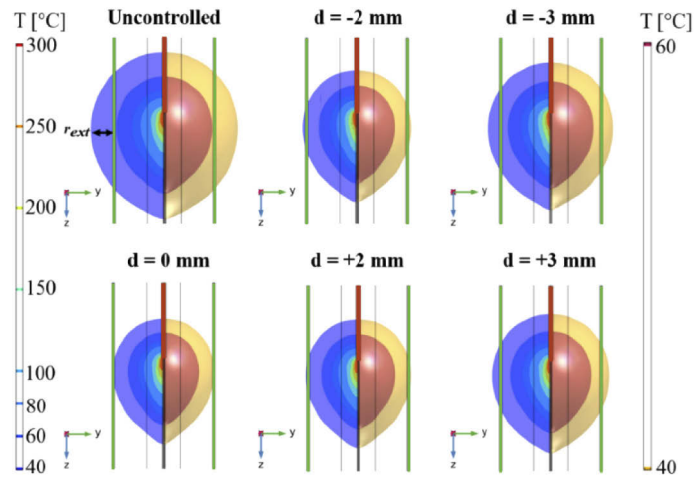 T [°C] Uncontrolled d = -2 mm d = -3 mm T [°C]
300 60
250
r_ext
200
y y y
z z z
d = 0 mm d = +2 mm d = +3 mm
150
100
80
60
y y y
z z z
40 40